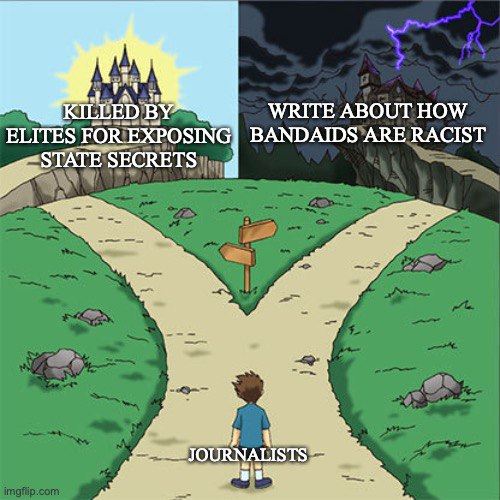 KILLED BY
ELITES FOR EXPOSING
STATE SECRETS
WRITE ABOUT HOW
BANDAIDS ARE RACIST
JOURNALISTS
imgflip.com